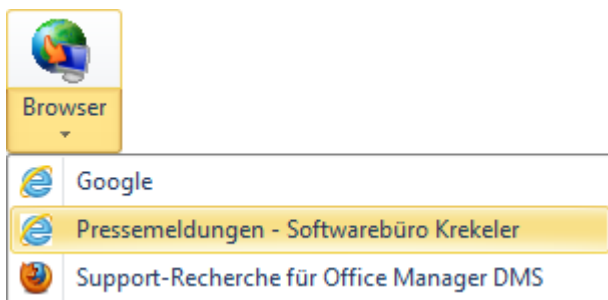 Browser
Google
Pressemeldungen - Softwarebüro Krekeler
Support-Recherche für Office Manager DMS